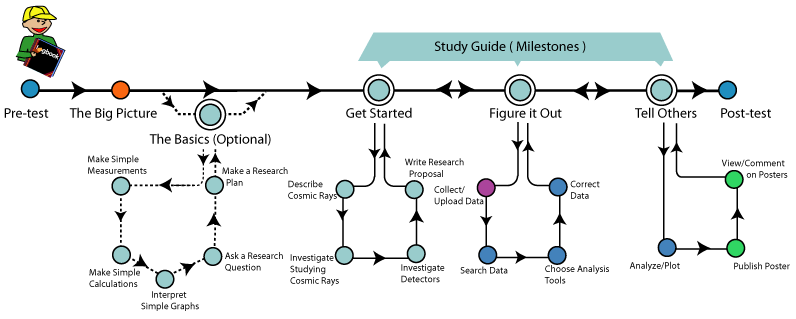 Study Guide ( Milestones )
logbook
Pre-test
The Big Picture
The Basics (Optional)
Get Started
Figure it Out
Tell Others
Post-test
Make Simple
Measurements
Make a Research
Plan
Make Simple
Calculations
Interpret
Simple Graphs
Ask a Research
Question
Describe
Cosmic Rays
Write Research
Proposal
Investigate
Studying
Cosmic Rays
Investigate
Detectors
Collect/
Upload Data
Correct
Data
Search Data
Choose Analysis
Tools
View/Comment
on Posters
Analyze/Plot
Publish Poster